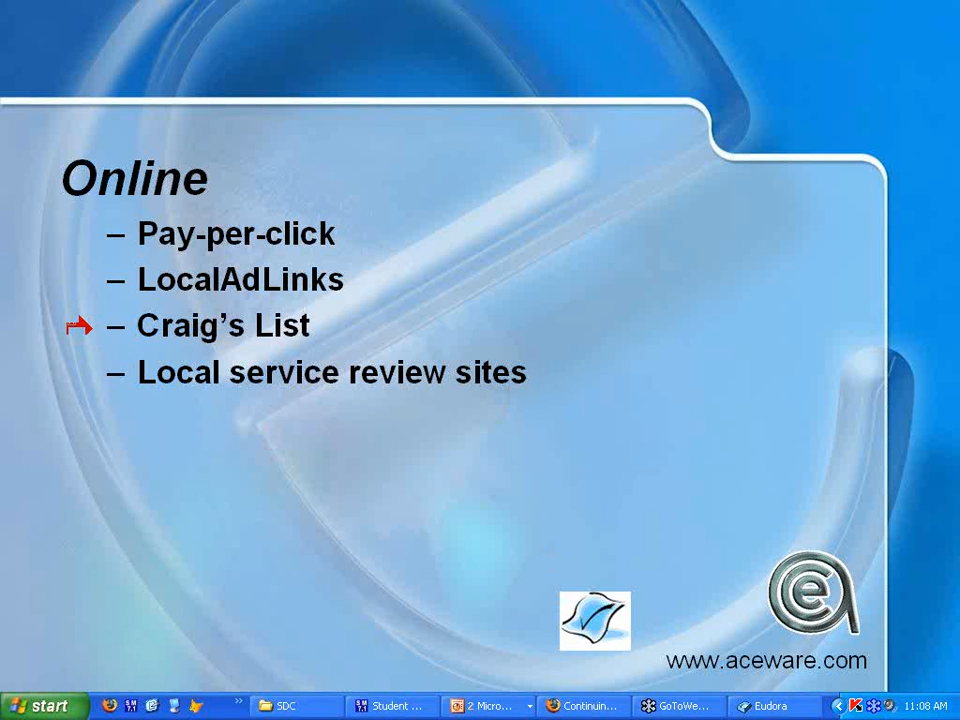 Online
– Pay-per-click
– LocalAdLinks
– Craig's List
– Local service review sites
www.aceware.com
start
SDC
Student ...
2 Micro...
Continuin...
GoToWe...
Eudora
11:08 AM